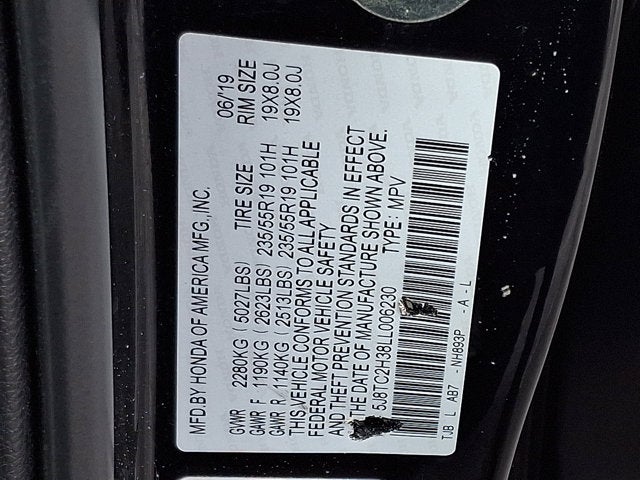 MFD.BY HONDA OF AMERICA MFG.,INC. 06/19
GVWR 2280KG (5027LBS) TIRE SIZE RIM SIZE
GAWR F 1190KG (2623LBS) 235/55R19 101H 19X8.0J
GAWR R 1140KG (2513LBS) 235/55R19 101H 19X8.0J
THIS VEHICLE CONFORMS TO ALL APPLICABLE
FEDERAL MOTOR VEHICLE SAFETY
AND THEFT PREVENTION STANDARDS IN EFFECT
THE DATE OF MANUFACTURE SHOWN ABOVE.
5J8TC2H38LL006230 TYPE: MPV
TJB L AB7 - NH893P - A - L